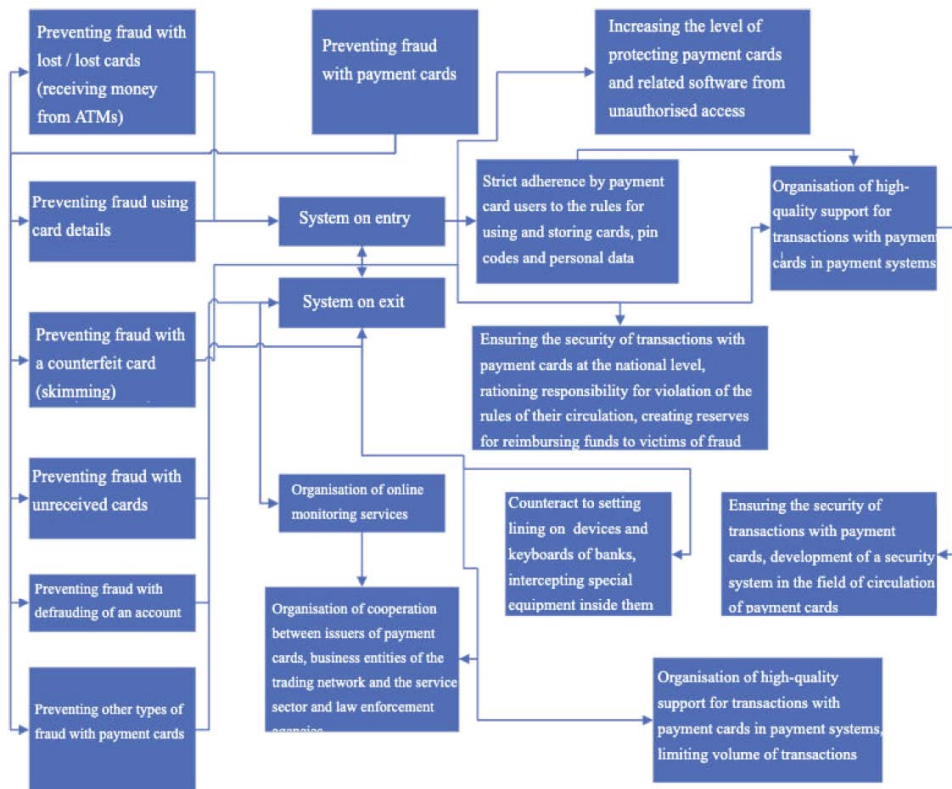 Preventing fraud with
lost / lost cards
(receiving money
from ATMs)
Preventing fraud
with payment cards
Increasing the level of
protecting payment cards
and related software from
unauthorised access
Preventing fraud using
card details
System on entry
Strict adherence by payment
card users to the rules for
using and storing cards, pin
codes and personal data
Organisation of high-
quality support for
transactions with payment
cards in payment systems
System on exit
Preventing fraud with
a counterfeit card
(skimming)
Ensuring the security of transactions with
payment cards at the national level,
rationing responsibility for violation of the
rules of their circulation, creating reserves
for reimbursing funds to victims of fraud
Preventing fraud with
unreceived cards
Organisation of online
monitoring services
Counteract to setting
lining on devices and
keyboards of banks,
intercepting special
equipment inside them
Ensuring the security of
transactions with payment
cards, development of a security
system in the field of circulation
of payment cards
Preventing fraud with
defrauding of an account
Organisation of cooperation
between issuers of payment
cards, business entities of the
trading network and the service
sector and law enforcement
agencies
Preventing other types of
fraud with payment cards
Organisation of high-quality
support for transactions with
payment cards in payment systems,
limiting volume of transactions